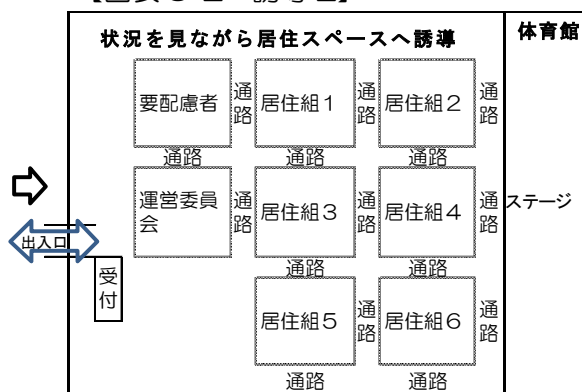 状況を見ながら居住スペースへ誘導
体育館
要配慮者
通路
居住組1
通路
居住組2
通路
通路
通路
通路
運営委員
会
通路
居住組3
通路
居住組4
通路
ステージ
出入口
受付
通路
通路
居住組5
通路
居住組6
通路
通路
通路